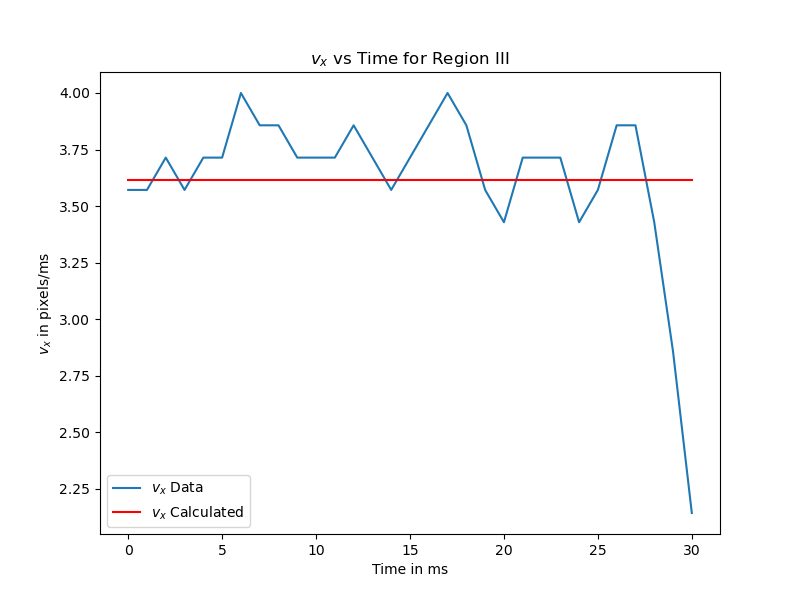 v_x vs Time for Region III
4.00
3.75
3.50
3.25
3.00
2.75
2.50
2.25
v_x in pixels/ms
v_x Data
v_x Calculated
0 5 10 15 20 25 30
Time in ms